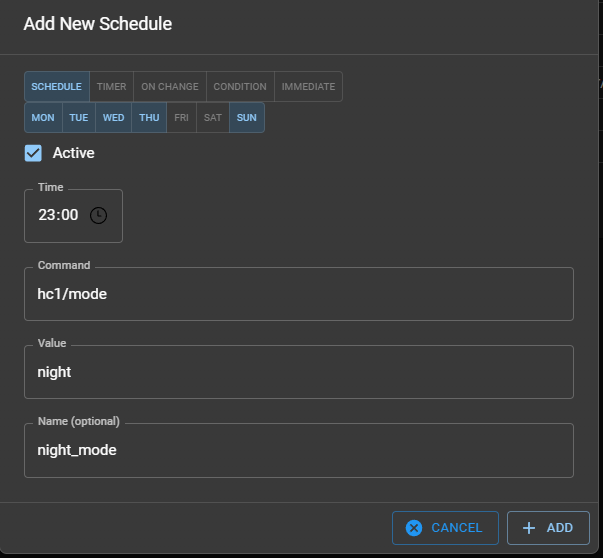 Add New Schedule
SCHEDULE TIMER ON CHANGE CONDITION IMMEDIATE
MON TUE WED THU FRI SAT SUN
Active
Time
23:00
Command
hc1/mode
Value
night
Name (optional)
night_mode
CANCEL ADD